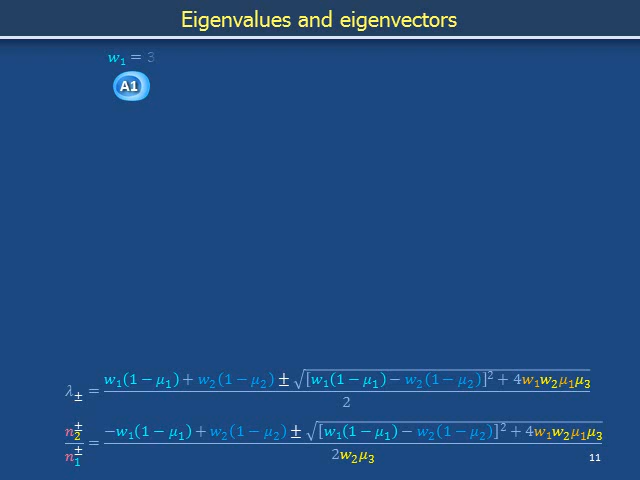 Eigenvalues and eigenvectors
w₁ = 3
A1
λ± = (w₁(1 − μ₁) + w₂(1 − μ₂) ± √([w₁(1 − μ₁) − w₂(1 − μ₂)]² + 4w₁w₂μ₁μ₃)) / 2
n₂±/n₁± = (−w₁(1 − μ₁) + w₂(1 − μ₂) ± √([w₁(1 − μ₁) − w₂(1 − μ₂)]² + 4w₁w₂μ₁μ₃)) / 2w₂μ₃
11